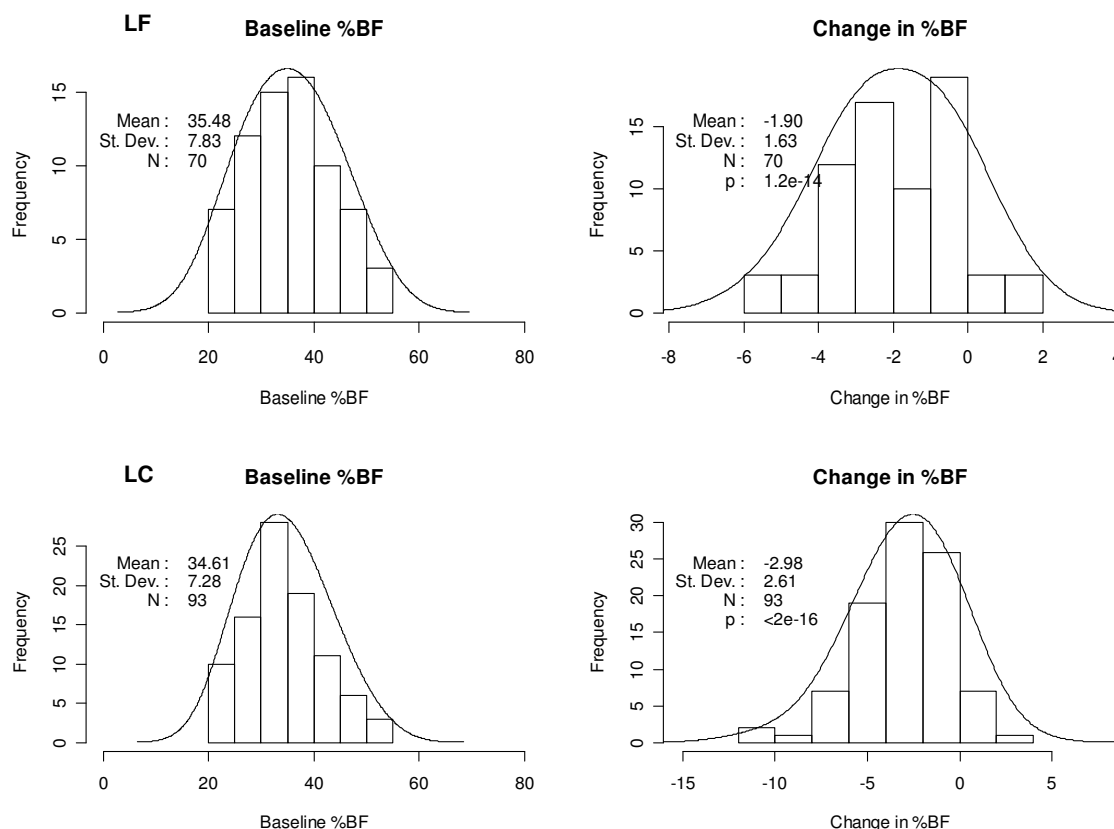 LF
Baseline %BF
Mean : 35.48
St. Dev. : 7.83
N : 70
Frequency
0 5 10 15
0 20 40 60 80
Baseline %BF
Change in %BF
Mean : -1.90
St. Dev. : 1.63
N : 70
p : 1.2e-14
Frequency
0 5 10 15
-8 -6 -4 -2 0 2 4
Change in %BF
LC
Baseline %BF
Mean : 34.61
St. Dev. : 7.28
N : 93
Frequency
0 5 10 15 20 25
0 20 40 60 80
Baseline %BF
Change in %BF
Mean : -2.98
St. Dev. : 2.61
N : 93
p : <2e-16
Frequency
0 5 10 15 20 25 30
-15 -10 -5 0 5
Change in %BF